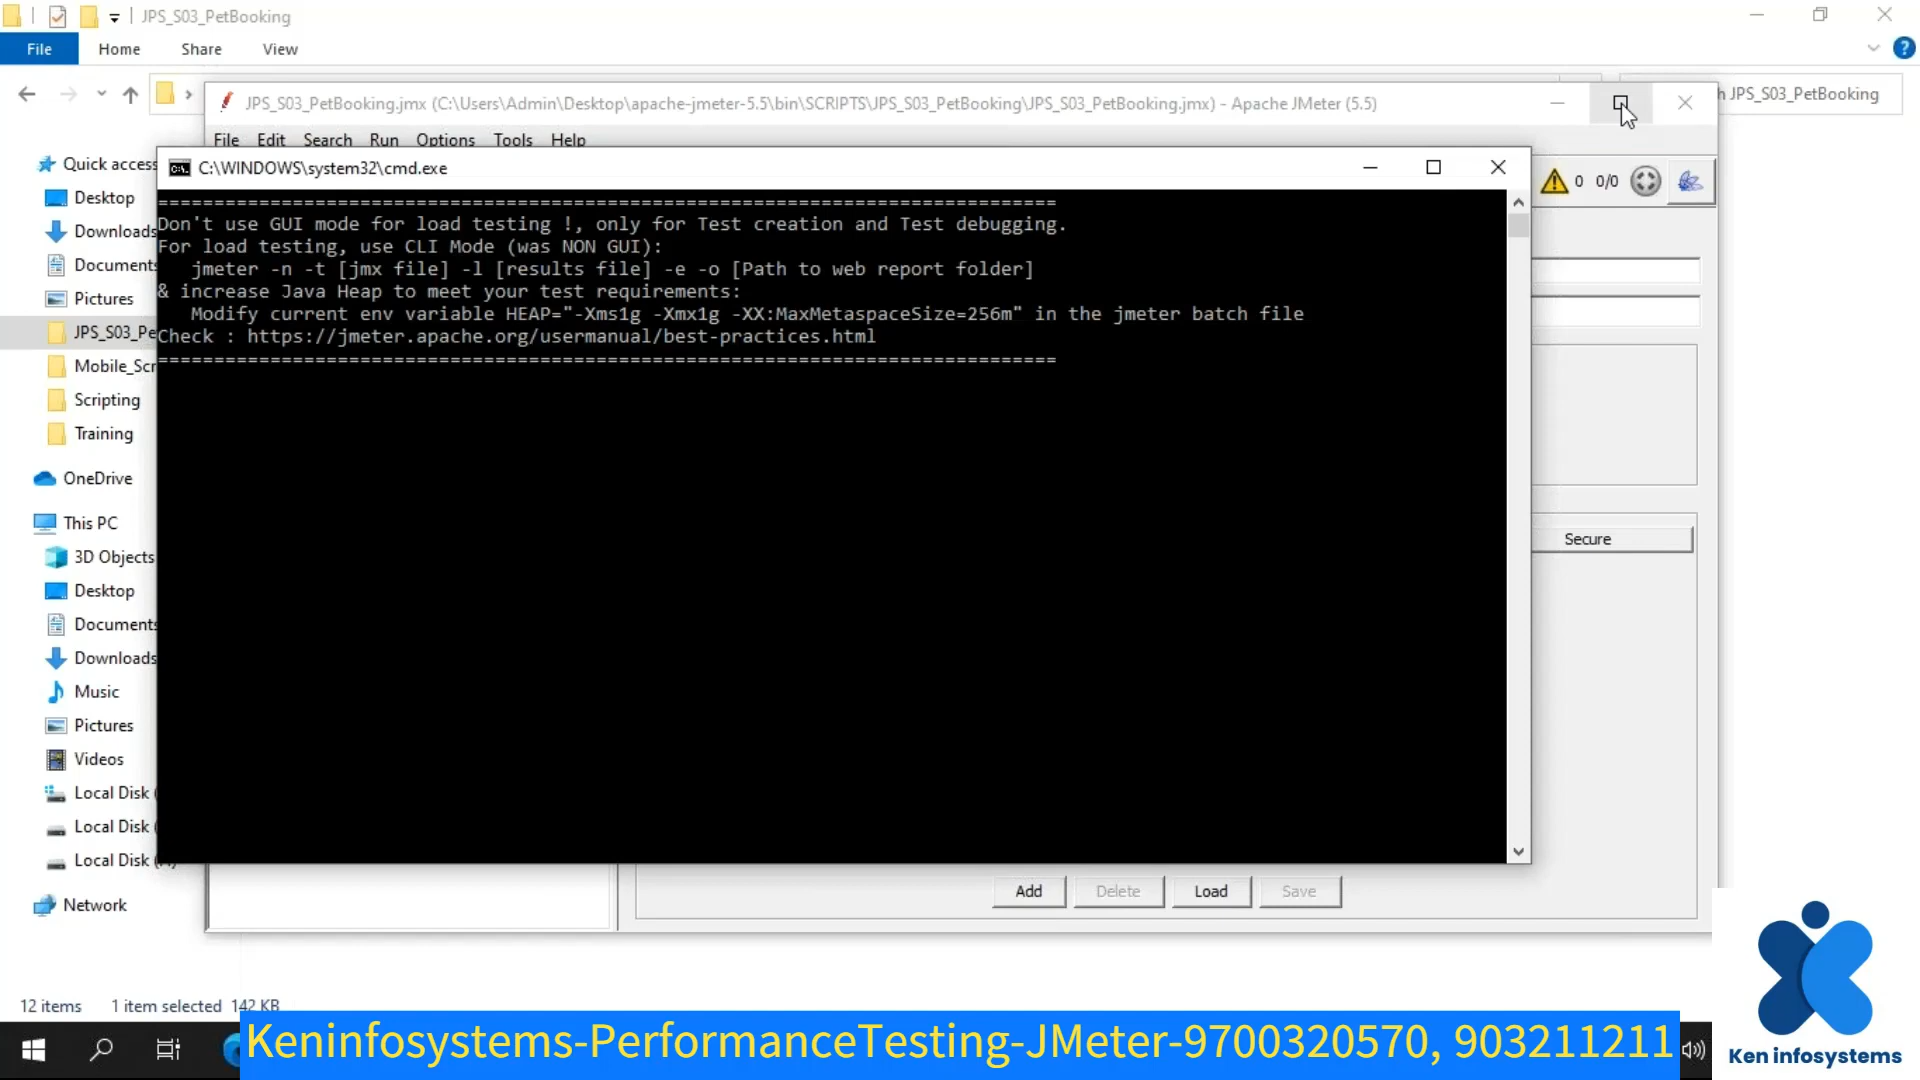 JPS_S03_PetBooking
File Home Share View
JPS_S03_PetBooking.jmx (C:\Users\Admin\Desktop\apache-jmeter-5.5\bin\SCRIPTS\JPS_S03_PetBooking\JPS_S03_PetBooking.jmx) - Apache JMeter (5.5)
h JPS_S03_PetBooking
File Edit Search Run Options Tools Help
C:\WINDOWS\system32\cmd.exe
0 0/0
================================================================================
Don't use GUI mode for load testing !, only for Test creation and Test debugging.
For load testing, use CLI Mode (was NON GUI):
jmeter -n -t [jmx file] -l [results file] -e -o [Path to web report folder]
& increase Java Heap to meet your test requirements:
Modify current env variable HEAP="-Xms1g -Xmx1g -XX:MaxMetaspaceSize=256m" in the jmeter batch file
Check : https://jmeter.apache.org/usermanual/best-practices.html
================================================================================
Quick access
Desktop
Downloads
Documents
Pictures
JPS_S03_Pe
Mobile_Scr
Scripting
Training
OneDrive
This PC
3D Objects
Desktop
Documents
Downloads
Music
Pictures
Videos
Local Disk (
Local Disk (
Local Disk (
Network
Secure
Add Delete Load Save
12 items 1 item selected 142 KB
Keninfosystems-PerformanceTesting-JMeter-9700320570, 903211211
Ken infosystems